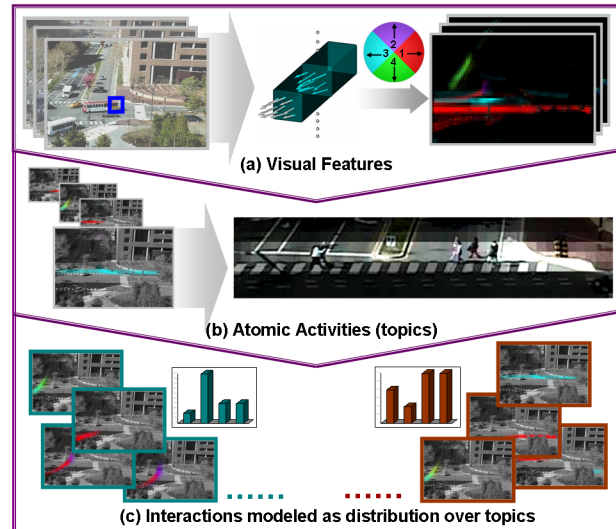 2
3 1
4
(a) Visual Features
(b) Atomic Activities (topics)
(c) Interactions modeled as distribution over topics